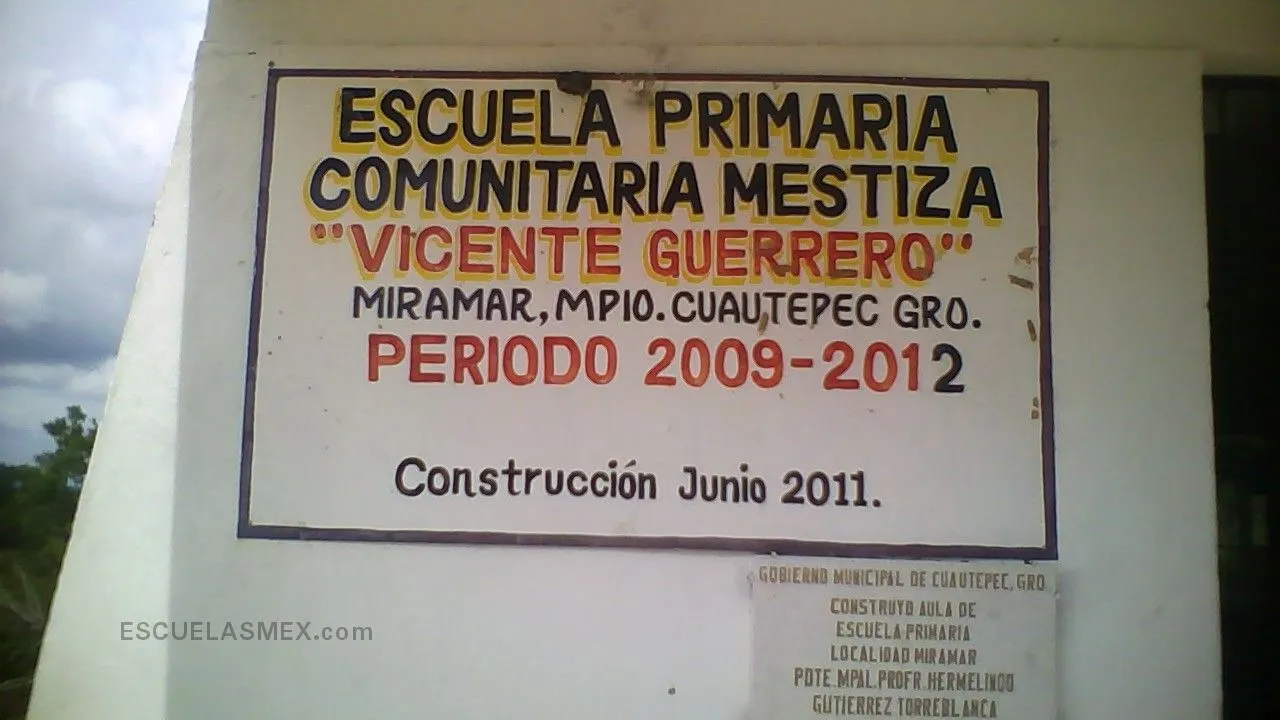 ESCUELA PRIMARIA
COMUNITARIA MESTIZA
"VICENTE GUERRERO"
MIRAMAR, MPIO. CUAUTEPEC GRO.
PERIODO 2009-2012
Construcción Junio 2011.
GOBIERNO MUNICIPAL DE CUAUTEPEC, GRO.
CONSTRUYO AULA DE
ESCUELA PRIMARIA
LOCALIDAD MIRAMAR
PDTE. MPAL. PROFR. HERMELINDO
GUTIERREZ TORREBLANCA
ESCUELASMEX.com